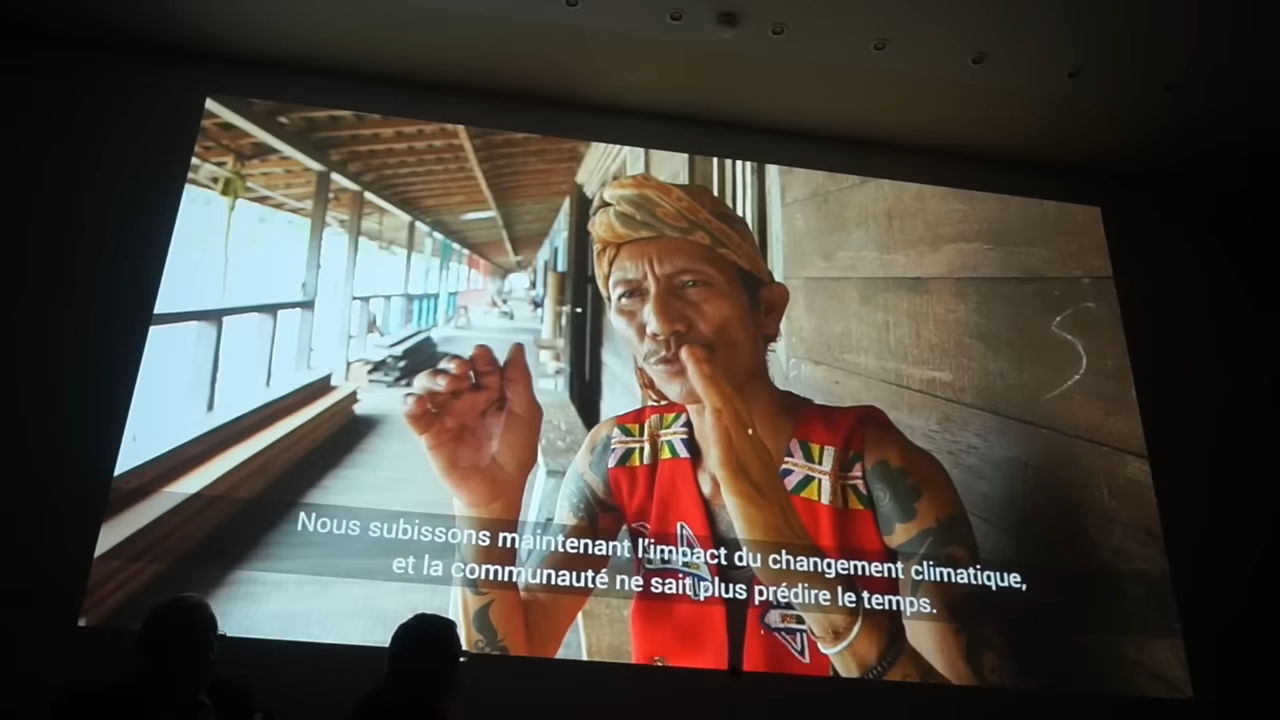 Nous subissons maintenant l'impact du changement climatique,
et la communauté ne sait plus prédire le temps.